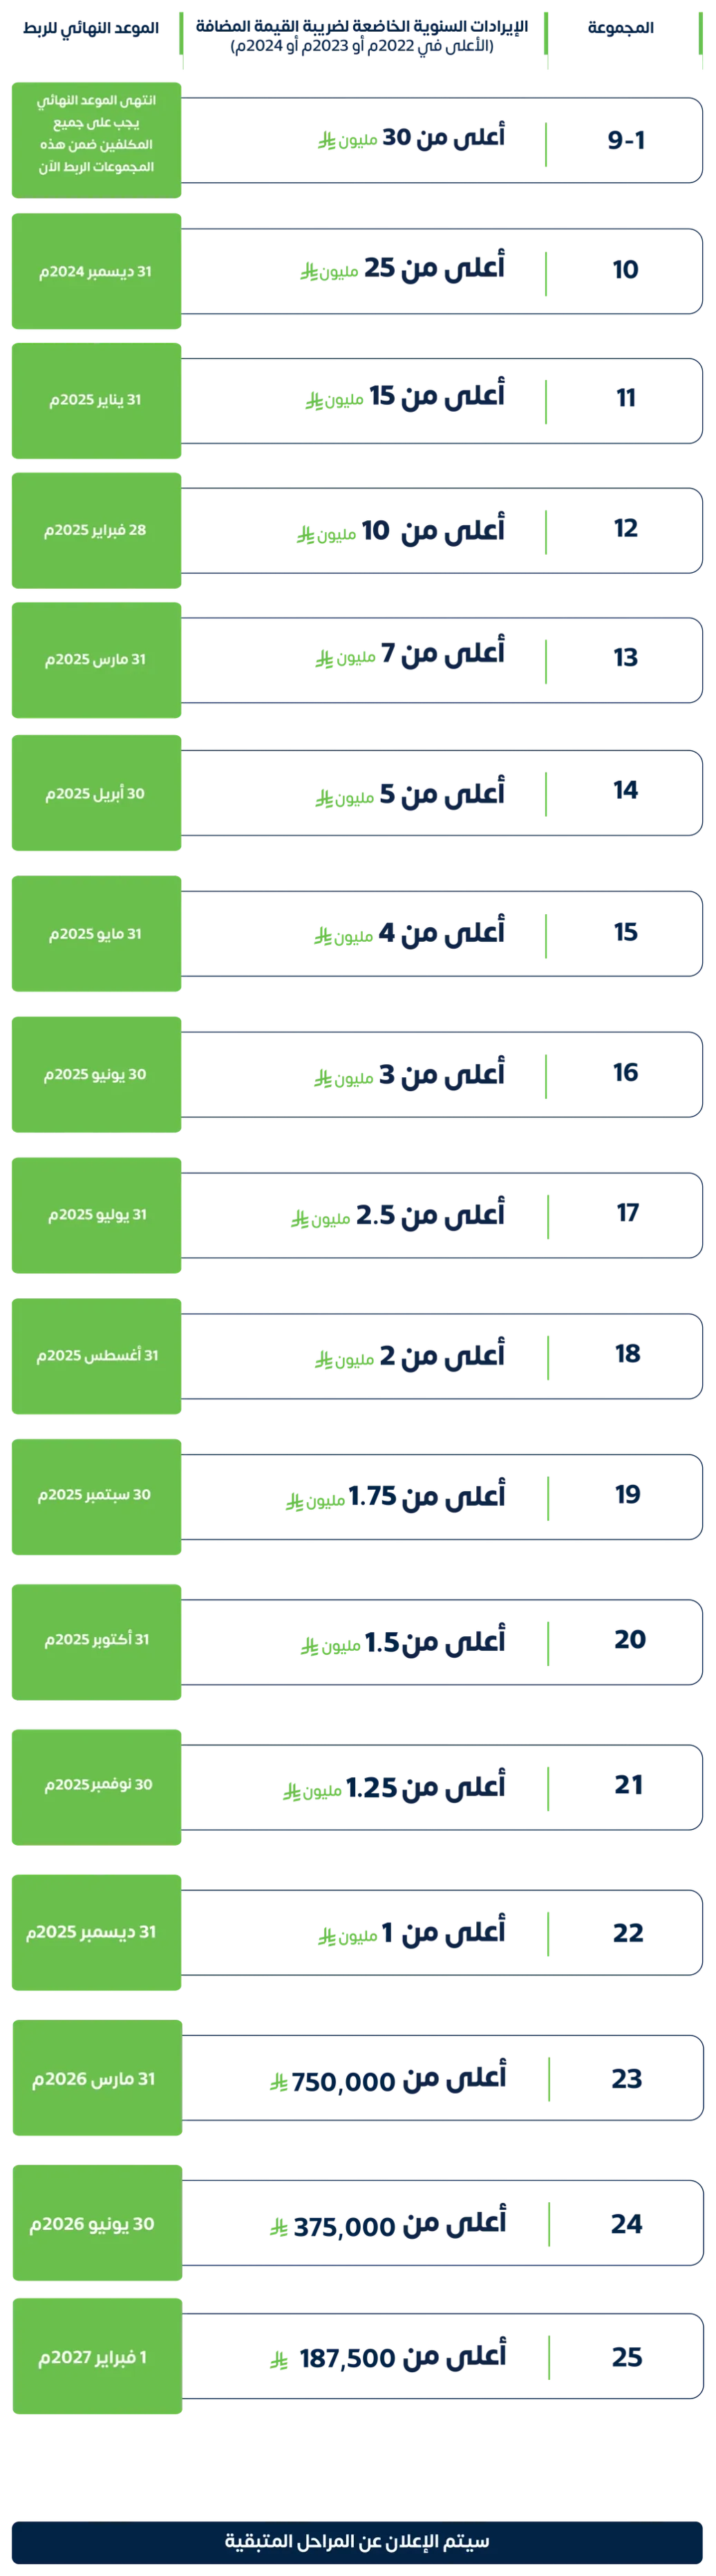 المجموعة
الإيرادات السنوية الخاضعة لضريبة القيمة المضافة
(الأعلى في 2022م أو 2023م أو 2024م)
الموعد النهائي للربط
9-1
أعلى من 30 مليون
انتهى الموعد النهائي
يجب على جميع
المكلفين ضمن هذه
المجموعات الربط الآن
10
أعلى من 25 مليون
31 ديسمبر 2024م
11
أعلى من 15 مليون
31 يناير 2025م
12
أعلى من 10 مليون
28 فبراير 2025م
13
أعلى من 7 مليون
31 مارس 2025م
14
أعلى من 5 مليون
30 أبريل 2025م
15
أعلى من 4 مليون
31 مايو 2025م
16
أعلى من 3 مليون
30 يونيو 2025م
17
أعلى من 2.5 مليون
31 يوليو 2025م
18
أعلى من 2 مليون
31 أغسطس 2025م
19
أعلى من 1.75 مليون
30 سبتمبر 2025م
20
أعلى من 1.5 مليون
31 أكتوبر 2025م
21
أعلى من 1.25 مليون
30 نوفمبر 2025م
22
أعلى من 1 مليون
31 ديسمبر 2025م
23
أعلى من 750,000
31 مارس 2026م
24
أعلى من 375,000
30 يونيو 2026م
25
أعلى من 187,500
1 فبراير 2027م
سيتم الإعلان عن المراحل المتبقية